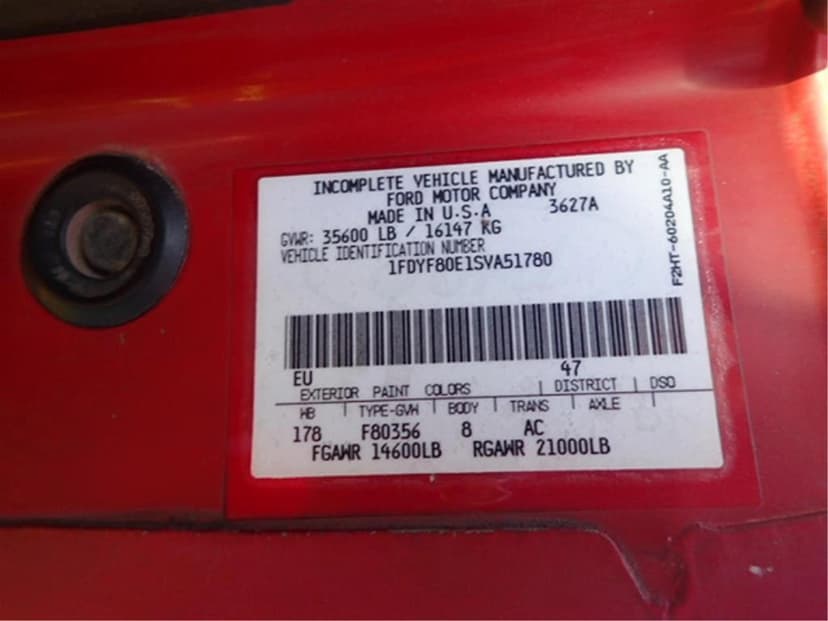 INCOMPLETE VEHICLE MANUFACTURED BY
FORD MOTOR COMPANY
MADE IN U.S.A 3627A
GVWR: 35600 LB / 16147 KG
VEHICLE IDENTIFICATION NUMBER
1FDYF80E1SVA51780
F2HT-60204A10-AA
EU 47
EXTERIOR PAINT COLORS | DISTRICT | DSO
WB | TYPE-GVW | BODY | TRANS | AXLE |
178 F80356 8 AC
FGAWR 14600LB RGAWR 21000LB